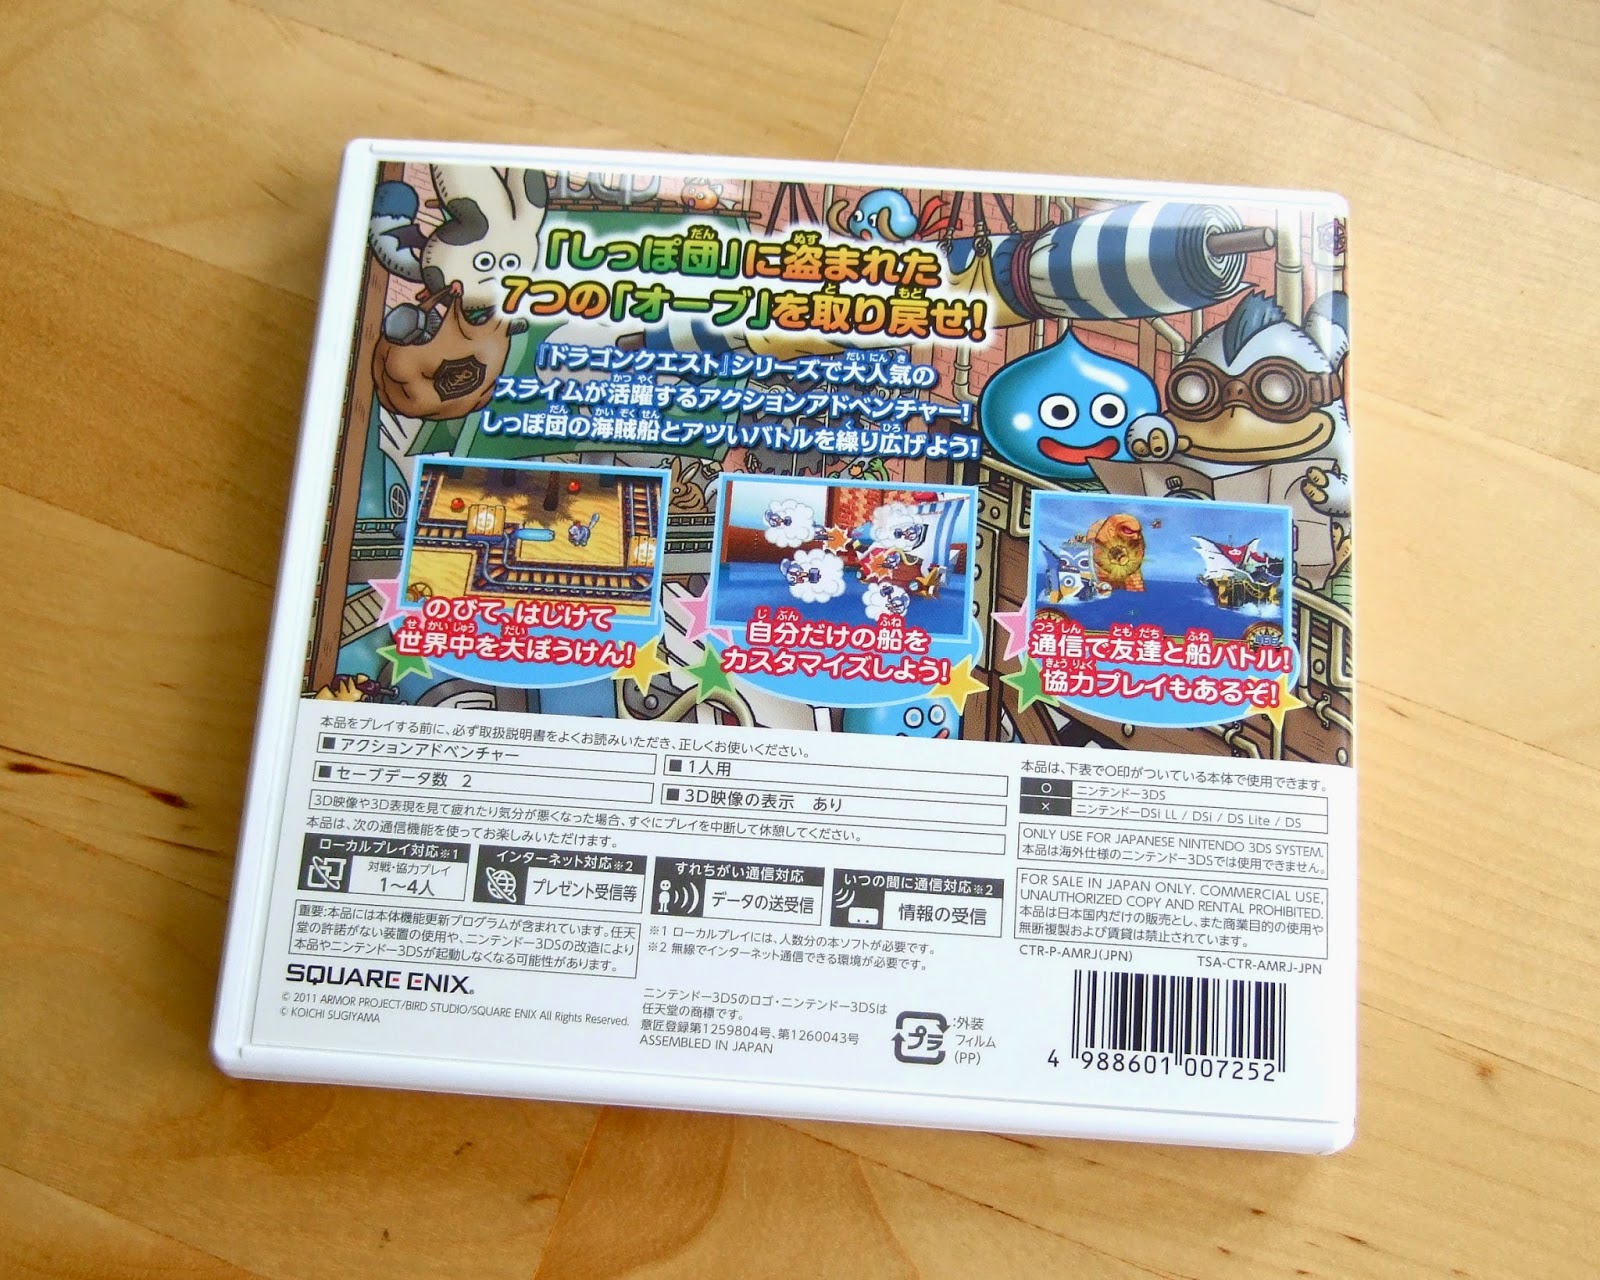 「しっぽ団」に盗まれた
7つの「オーブ」を取り戻せ!
『ドラゴンクエスト』シリーズで大人気の
スライムが活躍するアクションアドベンチャー!
しっぽ団の海賊船とアツいバトルを繰り広げよう!
のびて、はじけて
世界中を大ぼうけん!
自分だけの船を
カスタマイズしよう!
通信で友達と船バトル!
協力プレイもあるぞ!
本品をプレイする前に、必ず取扱説明書をよくお読みいただき、正しくお使いください。
■ アクションアドベンチャー
■ 1人用
■ セーブデータ数 2
■ 3D映像の表示 あり
3D映像や3D表現を見て疲れたり気分が悪くなった場合、すぐにプレイを中断して休憩してください。
本品は、次の通信機能を使ってお楽しみいただけます。
ローカルプレイ対応※1
対戦・協力プレイ
1〜4人
インターネット対応※2
プレゼント受信等
すれちがい通信対応
データの送受信
いつの間に通信対応※2
情報の受信
※1 ローカルプレイには、人数分の本ソフトが必要です。
※2 無線でインターネット通信できる環境が必要です。
重要:本品には本体機能更新プログラムが含まれています。任天
堂の許諾がない装置の使用や、ニンテンドー3DSの改造により
本品やニンテンドー3DSが起動しなくなる可能性があります。
本品は、下表で○印がついている本体で使用できます。
○ ニンテンドー3DS
× ニンテンドーDSi LL / DSi / DS Lite / DS
ONLY USE FOR JAPANESE NINTENDO 3DS SYSTEM.
本品は海外仕様のニンテンドー3DSでは使用できません。
FOR SALE IN JAPAN ONLY. COMMERCIAL USE,
UNAUTHORIZED COPY AND RENTAL PROHIBITED.
本品は日本国内だけの販売とし、また商業目的の使用や
無断複製および賃貸は禁止されています。
CTR-P-AMRJ(JPN)
TSA-CTR-AMRJ-JPN
SQUARE ENIX.
© 2011 ARMOR PROJECT/BIRD STUDIO/SQUARE ENIX All Rights Reserved.
© KOICHI SUGIYAMA
ニンテンドー3DSのロゴ・ニンテンドー3DSは
任天堂の商標です。
意匠登録第1259804号、第1260043号
ASSEMBLED IN JAPAN
プラ
:外装
フィルム
(PP)
4 988601 007252